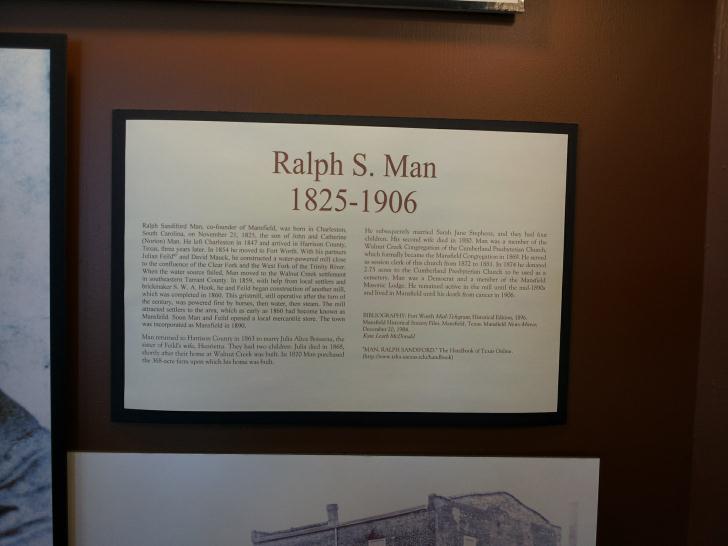 Ralph S. Man
1825-1906
Ralph Sandiford Man, co-founder of Mansfield, was born in Charleston,
South Carolina, on November 21, 1825, the son of John and Catherine
(Norton) Man. He left Charleston in 1847 and arrived in Harrison County,
Texas, three years later. In 1854 he moved to Fort Worth. With his partners
Julian Feild and David Mauck, he constructed a water-powered mill close
to the confluence of the Clear Fork and the West Fork of the Trinity River.
When the water source failed, Man moved to the Walnut Creek settlement
in southeastern Tarrant County. In 1859, with help from local settlers and
brickmaker S. W. A. Hook, he and Feild began construction of another mill,
which was completed in 1860. This gristmill, still operative after the turn of
the century, was powered first by horses, then water, then steam. The mill
attracted settlers to the area, which as early as 1860 had become known as
Mansfeild. Soon Man and Feild opened a local mercantile store. The town
was incorporated as Mansfield in 1890.
Man returned to Harrison County in 1863 to marry Julia Alice Boisseau, the
sister of Feild's wife, Henrietta. They had two children. Julia died in 1868,
shortly after their home at Walnut Creek was built. In 1870 Man purchased
the 368-acre farm upon which his home was built.
He subsequently married Sarah Jane Stephens, and they had four
children. His second wife died in 1880. Man was a member of the
Walnut Creek Congregation of the Cumberland Presbyterian Church,
which formally became the Mansfield Congregation in 1869. He served
as session clerk of this church from 1872 to 1881. In 1874 he donated
2.75 acres to the Cumberland Presbyterian Church to be used as a
cemetery. Man was a Democrat and a member of the Mansfield
Masonic Lodge. He remained active in the mill until the mid-1890s
and lived in Mansfield until his death from cancer in 1906.
BIBLIOGRAPHY: Fort Worth Mail-Telegram, Historical Edition, 1896.
Mansfield Historical Society Files. Mansfield, Texas. Mansfield News-Mirror,
December 20, 1984.
Kate Leath McDonald
"MAN, RALPH SANDIFORD." The Handbook of Texas Online.
(http://www.tsha.utexas.edu/handbook)